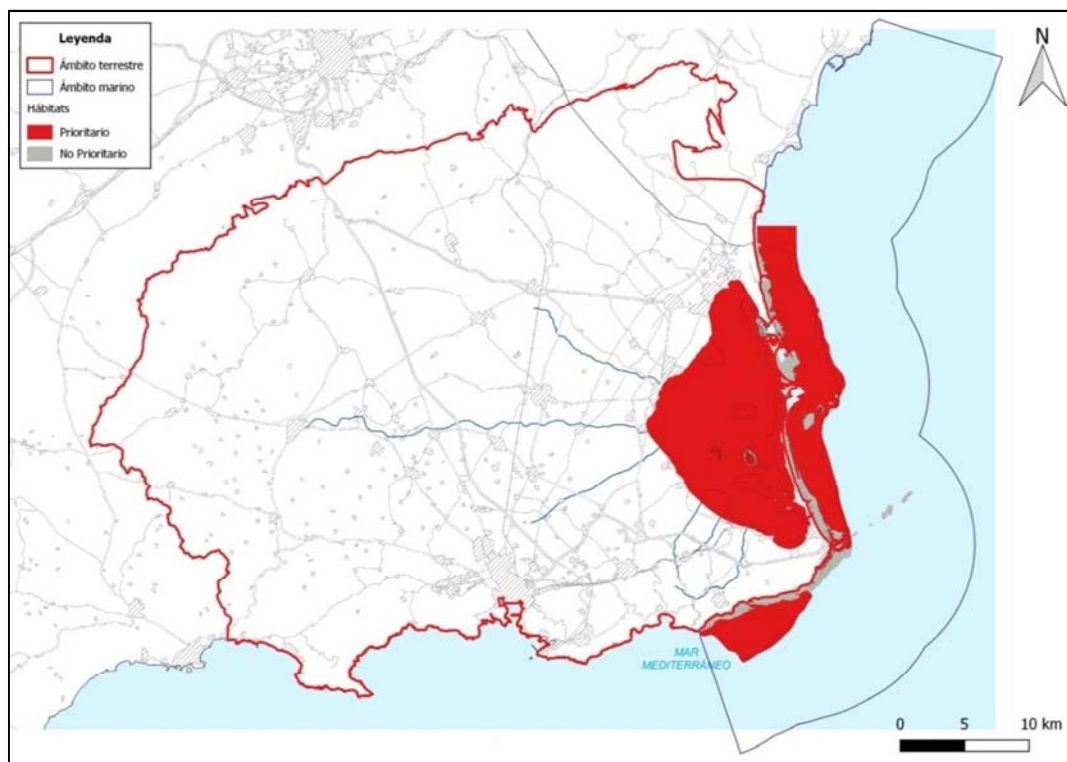 Leyenda
Ámbito terrestre
Ámbito marino
Hábitats
Prioritario
No Prioritario
N
MAR
MEDITERRÁNEO
0 5 10 km